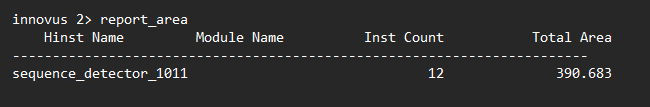 innovus 2> report_area
Hinst Name Module Name Inst Count Total Area
--------------------------------------------------------------------------
sequence_detector_1011 12 390.683